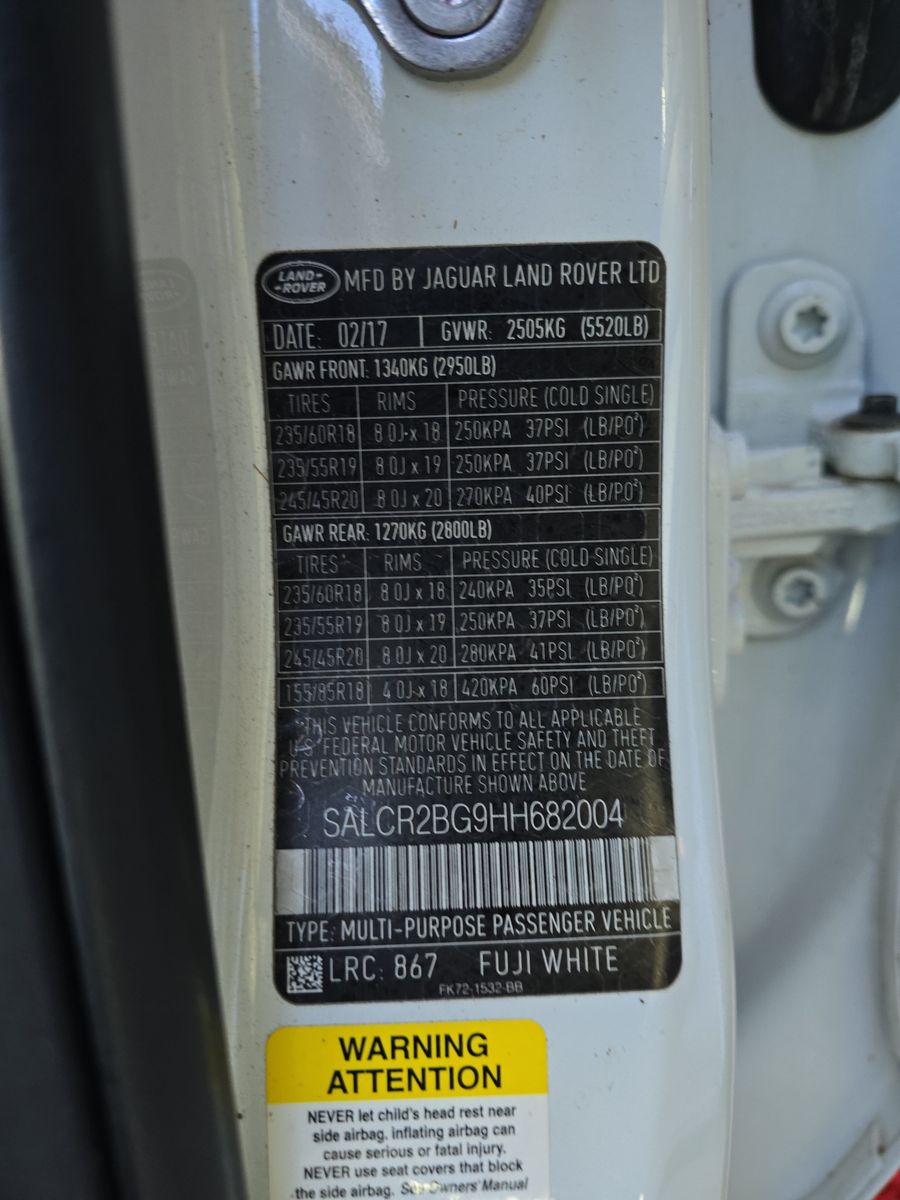 LAND-
-ROVER
MFD BY JAGUAR LAND ROVER LTD
DATE: 02/17 GVWR: 2505KG (5520LB)
GAWR FRONT: 1340KG (2950LB)
TIRES RIMS PRESSURE (COLD SINGLE)
235/60R18 8.0J x 18 250KPA 37PSI (LB/PO²)
235/55R19 8.0J x 19 250KPA 37PSI (LB/PO²)
245/45R20 8.0J x 20 270KPA 40PSI (LB/PO²)
GAWR REAR: 1270KG (2800LB)
TIRES RIMS PRESSURE (COLD SINGLE)
235/60R18 8.0J x 18 240KPA 35PSI (LB/PO²)
235/55R19 8.0J x 19 250KPA 37PSI (LB/PO²)
245/45R20 8.0J x 20 280KPA 41PSI (LB/PO²)
155/85R18 4.0J x 18 420KPA 60PSI (LB/PO²)
THIS VEHICLE CONFORMS TO ALL APPLICABLE
U.S. FEDERAL MOTOR VEHICLE SAFETY AND THEFT
PREVENTION STANDARDS IN EFFECT ON THE DATE OF
MANUFACTURE SHOWN ABOVE
SALCR2BG9HH682004
TYPE: MULTI-PURPOSE PASSENGER VEHICLE
LRC: 867 FUJI WHITE
FK72-1532-BB
WARNING
ATTENTION
NEVER let child's head rest near
side airbag, inflating airbag can
cause serious or fatal injury.
NEVER use seat covers that block
the side airbag. See Owners' Manual